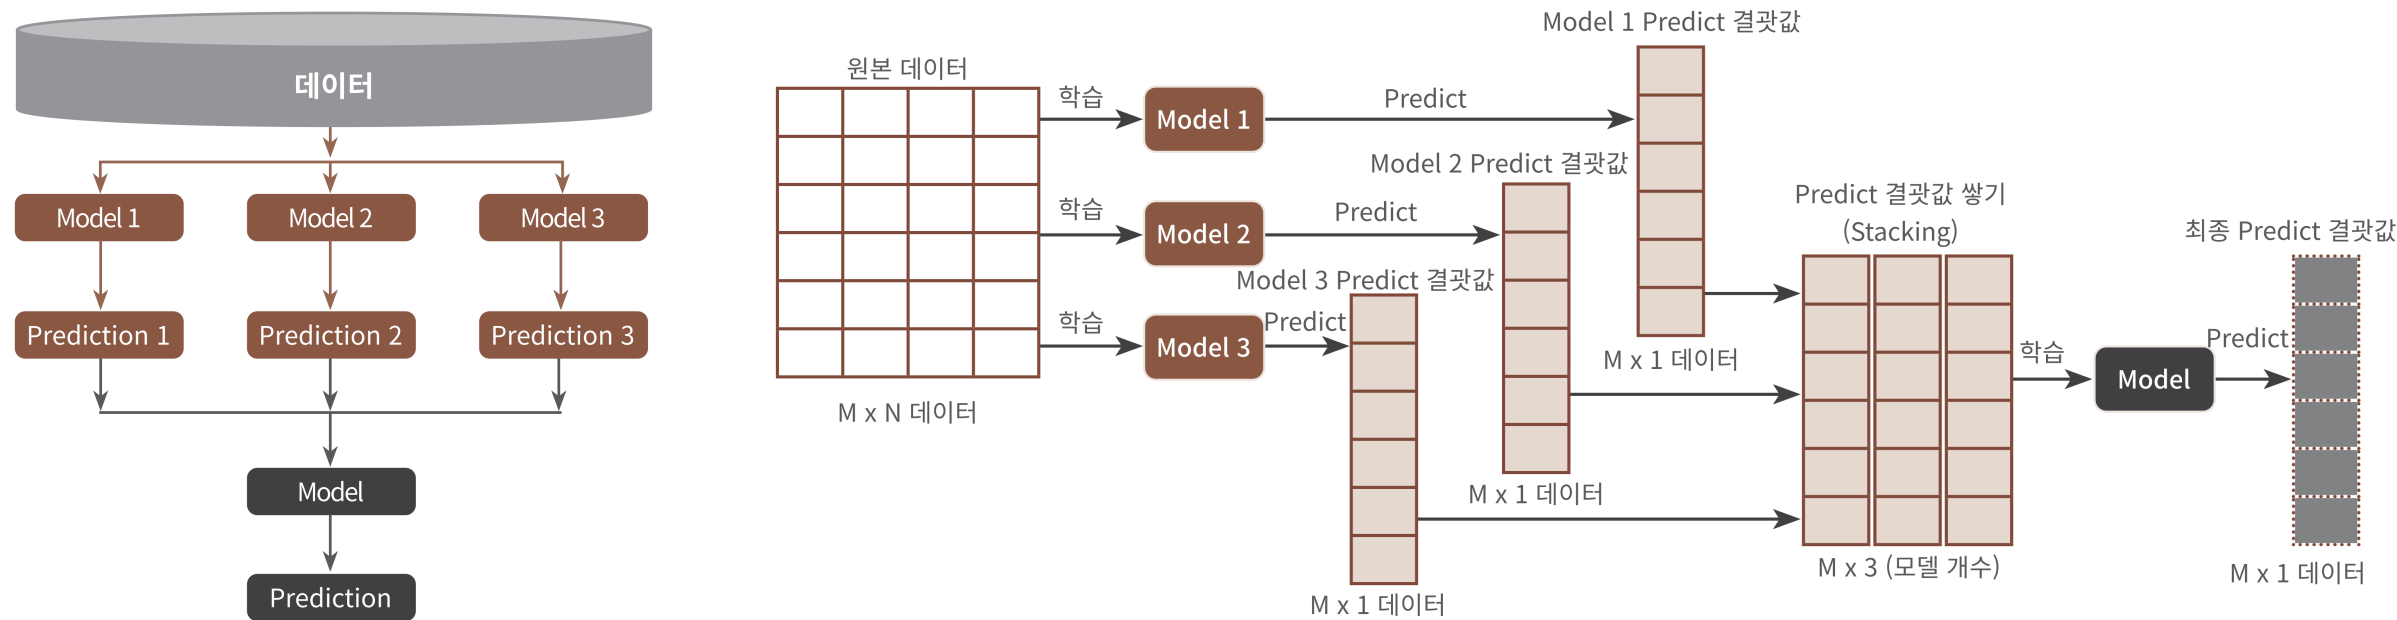 데이터
Model 1
Model 2
Model 3
Prediction 1
Prediction 2
Prediction 3
Model
Prediction
원본 데이터
M x N 데이터
학습
Model 1
Predict
Model 1 Predict 결괏값
M x 1 데이터
학습
Model 2
Predict
Model 2 Predict 결괏값
M x 1 데이터
학습
Model 3
Predict
Model 3 Predict 결괏값
M x 1 데이터
Predict 결괏값 쌓기
(Stacking)
M x 3 (모델 개수)
학습
Model
Predict
최종 Predict 결괏값
M x 1 데이터